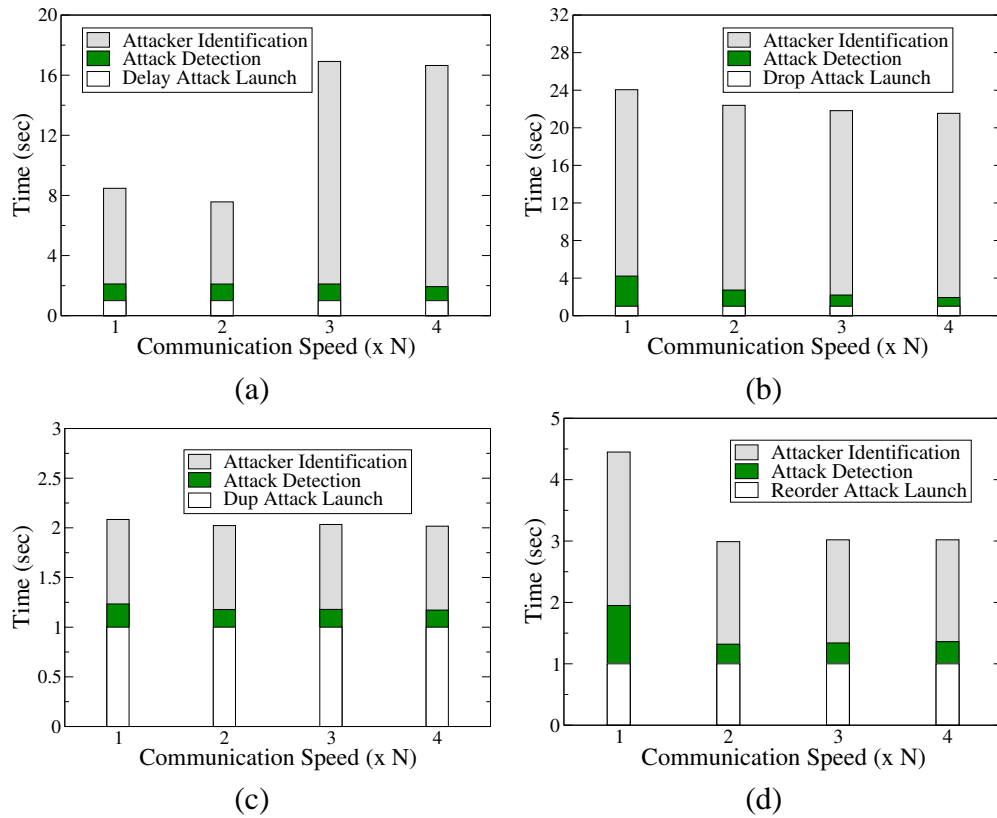 20
16
12
8
4
0
Time (sec)
Attacker Identification
Attack Detection
Delay Attack Launch
1 2 3 4
Communication Speed (x N)
(a)
32
28
24
20
16
12
8
4
0
Time (sec)
Attacker Identification
Attack Detection
Drop Attack Launch
1 2 3 4
Communication Speed (x N)
(b)
3
2.5
2
1.5
1
0.5
0
Time (sec)
Attacker Identification
Attack Detection
Dup Attack Launch
1 2 3 4
Communication Speed (x N)
(c)
5
4
3
2
1
0
Time (sec)
Attacker Identification
Attack Detection
Reorder Attack Launch
1 2 3 4
Communication Speed (x N)
(d)